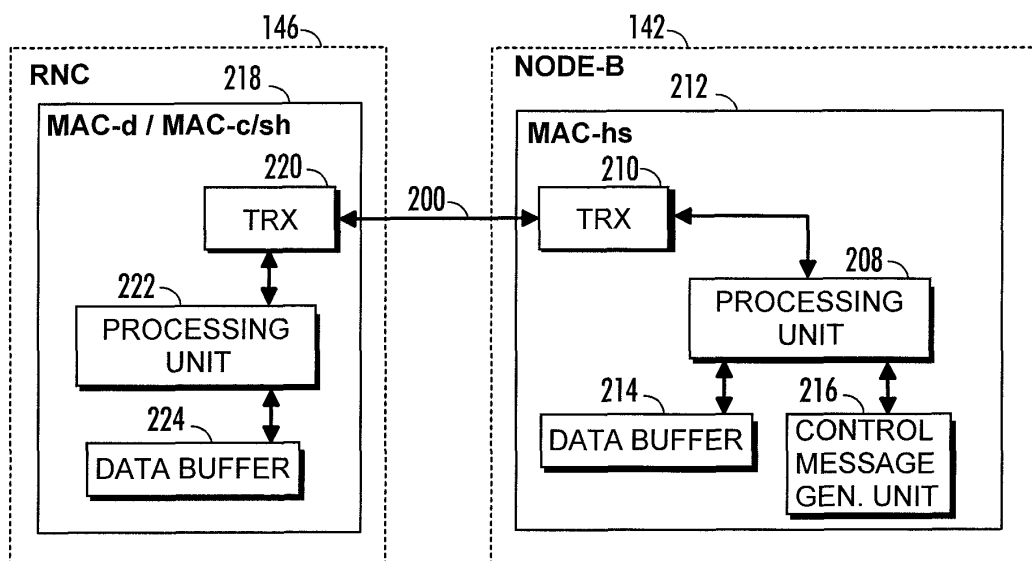 146
RNC
218
MAC-d / MAC-c/sh
220
TRX
222
PROCESSING
UNIT
224
DATA BUFFER
200
142
NODE-B
212
MAC-hs
210
TRX
208
PROCESSING
UNIT
214
DATA BUFFER
216
CONTROL
MESSAGE
GEN. UNIT